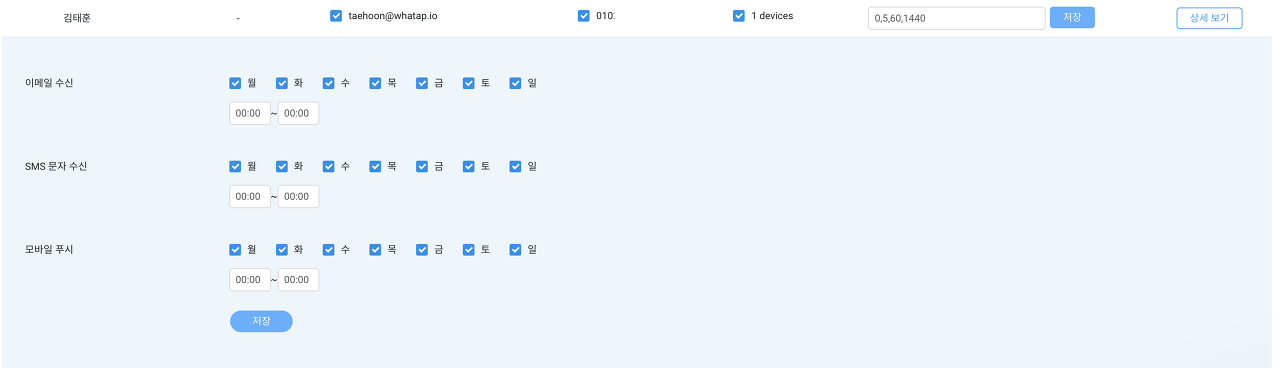 김태훈 - taehoon@whatap.io 010: 1 devices 0,5,60,1440 저장 상세 보기
이메일 수신 월 화 수 목 금 토 일
00:00 ~ 00:00
SMS 문자 수신 월 화 수 목 금 토 일
00:00 ~ 00:00
모바일 푸시 월 화 수 목 금 토 일
00:00 ~ 00:00
저장